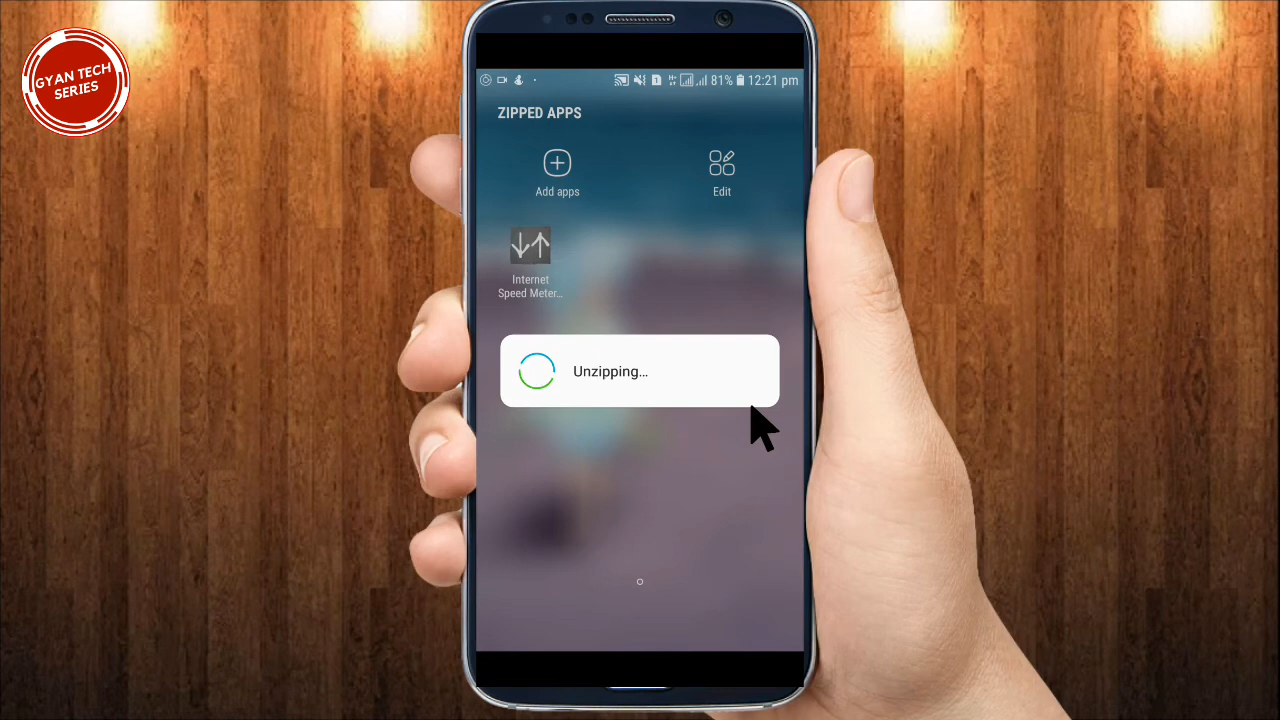 GYAN TECH
SERIES
81% 12:21 pm
ZIPPED APPS
Add apps
Edit
Internet
Speed Meter...
Unzipping...